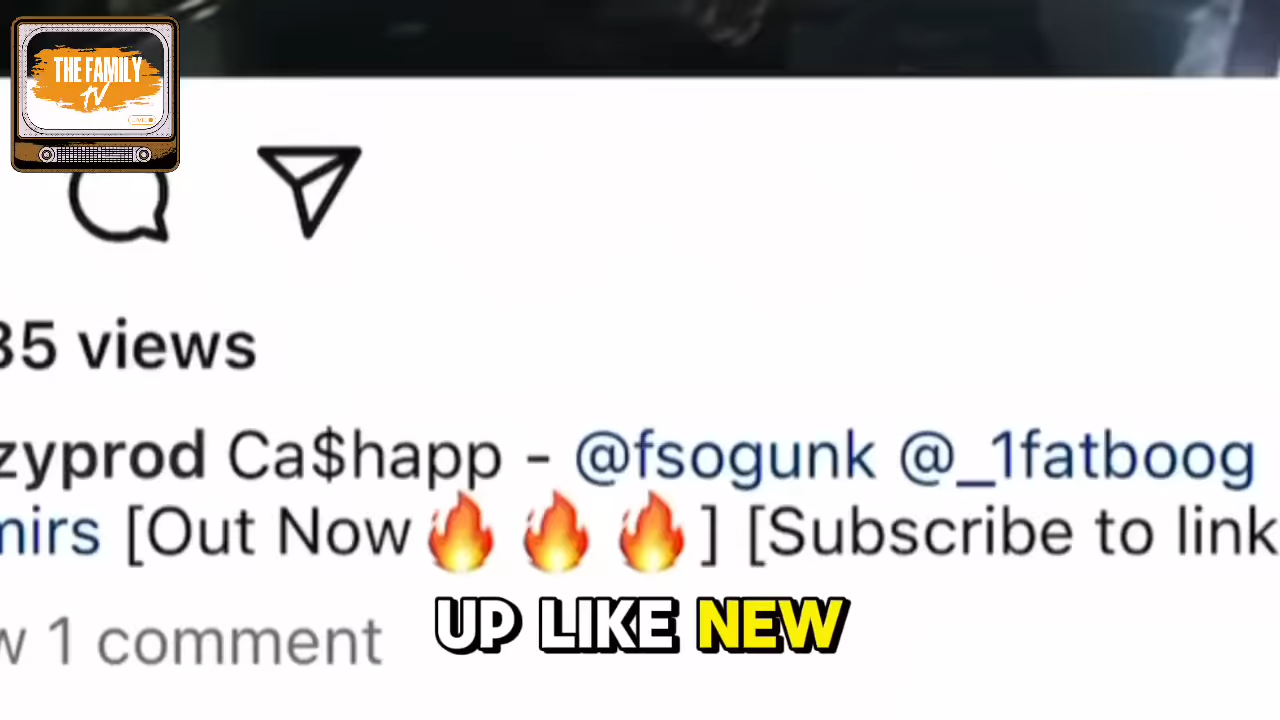 THE FAMILY
TV
35 views
zyprod Ca$happ - @fsogunk @_1fatboog
mirs [Out Now🔥🔥🔥] [Subscribe to link
w 1 comment
UP LIKE NEW